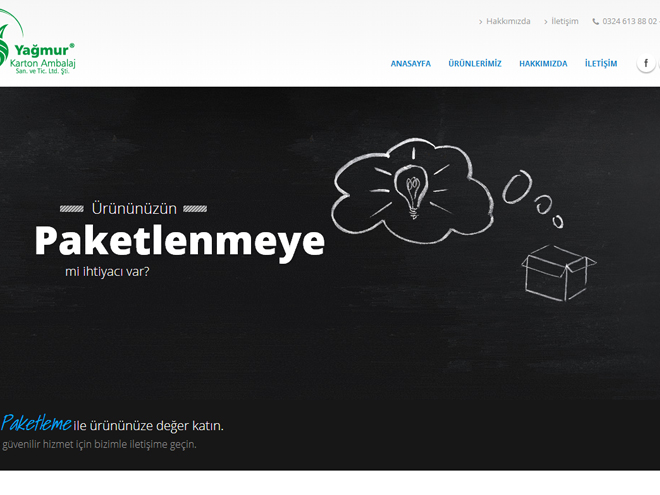 Hakkımızda İletişim 0324 613 88 02
Yağmur®
Karton Ambalaj
San. ve Tic. Ltd. Şti.
ANASAYFA ÜRÜNLERİMİZ HAKKIMIZDA İLETİŞİM f
Ürününüzün
Paketlenmeye
mi ihtiyacı var?
Paketleme ile ürününüze değer katın.
güvenilir hizmet için bizimle iletişime geçin.